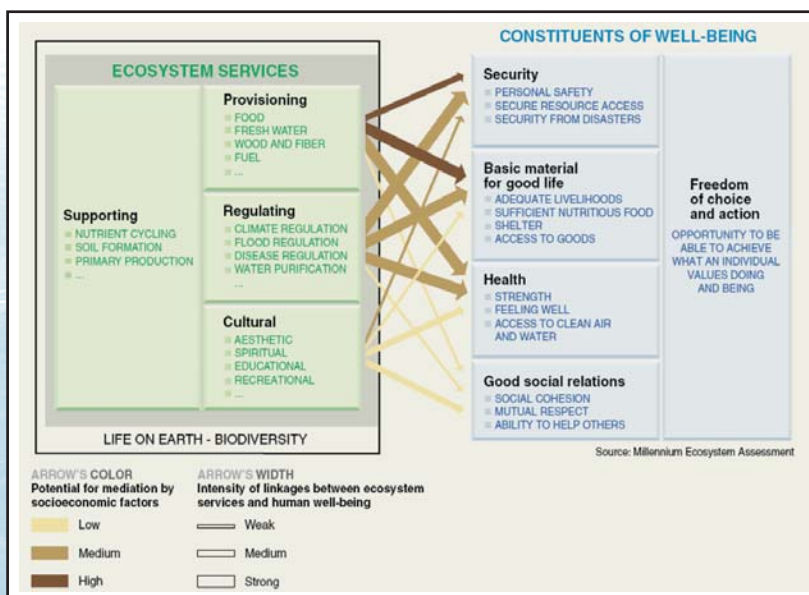 CONSTITUENTS OF WELL-BEING
ECOSYSTEM SERVICES
Supporting
NUTRIENT CYCLING
SOIL FORMATION
PRIMARY PRODUCTION
...
Provisioning
FOOD
FRESH WATER
WOOD AND FIBER
FUEL
...
Regulating
CLIMATE REGULATION
FLOOD REGULATION
DISEASE REGULATION
WATER PURIFICATION
...
Cultural
AESTHETIC
SPIRITUAL
EDUCATIONAL
RECREATIONAL
...
LIFE ON EARTH - BIODIVERSITY
Security
PERSONAL SAFETY
SECURE RESOURCE ACCESS
SECURITY FROM DISASTERS
Basic material
for good life
ADEQUATE LIVELIHOODS
SUFFICIENT NUTRITIOUS FOOD
SHELTER
ACCESS TO GOODS
Health
STRENGTH
FEELING WELL
ACCESS TO CLEAN AIR
AND WATER
Good social relations
SOCIAL COHESION
MUTUAL RESPECT
ABILITY TO HELP OTHERS
Freedom
of choice
and action
OPPORTUNITY TO BE
ABLE TO ACHIEVE
WHAT AN INDIVIDUAL
VALUES DOING
AND BEING
Source: Millennium Ecosystem Assessment
ARROW'S COLOR
Potential for mediation by
socioeconomic factors
Low
Medium
High
ARROW'S WIDTH
Intensity of linkages between ecosystem
services and human well-being
Weak
Medium
Strong